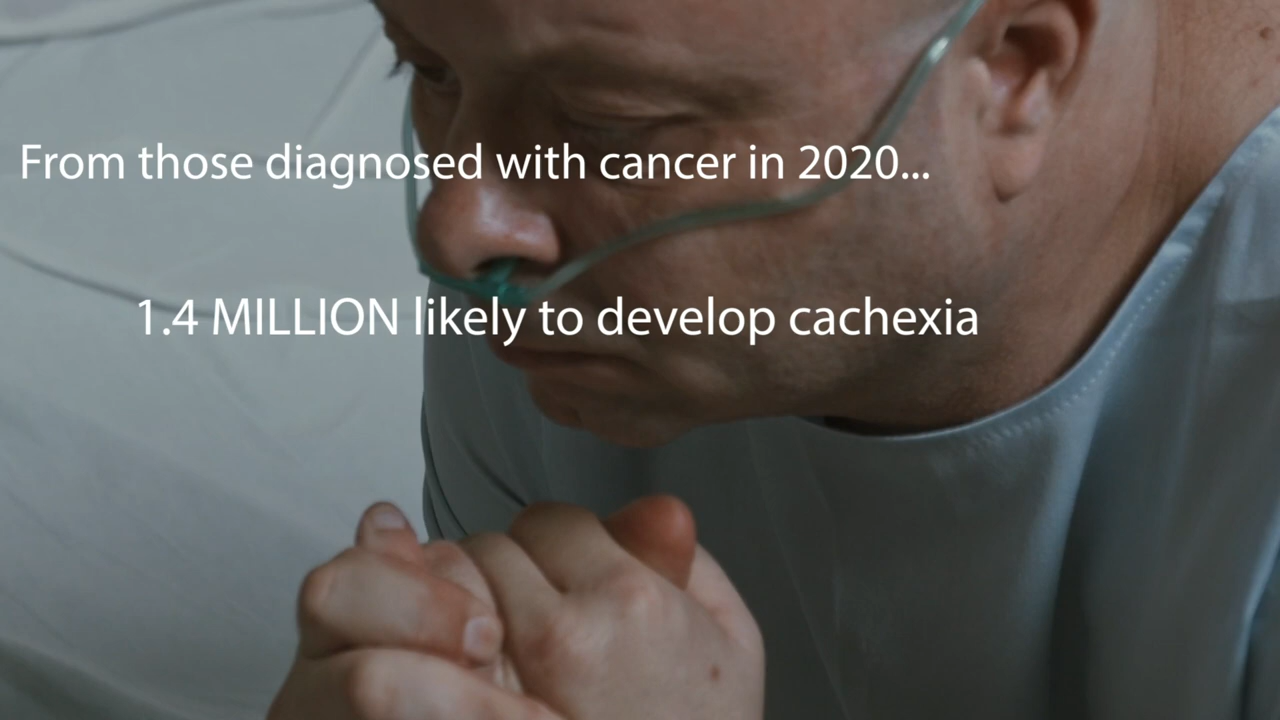 From those diagnosed with cancer in 2020...
1.4 MILLION likely to develop cachexia